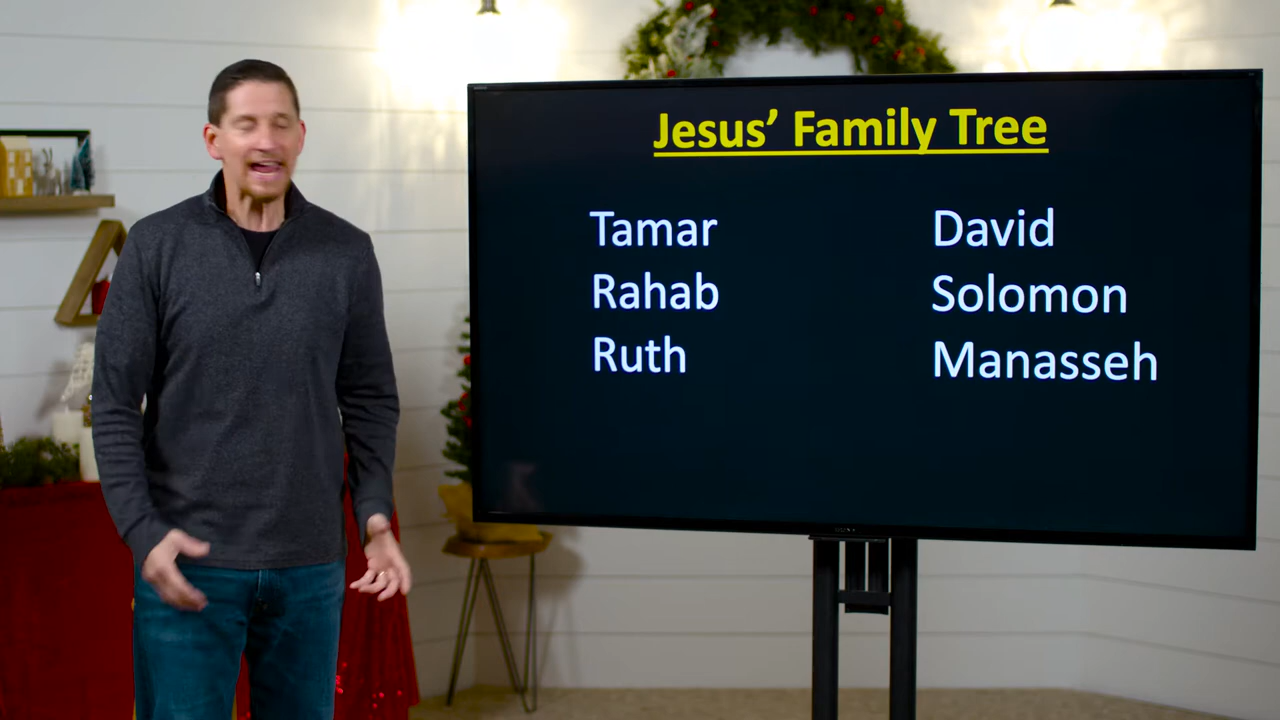 Jesus’ Family Tree
Tamar
Rahab
Ruth
David
Solomon
Manasseh